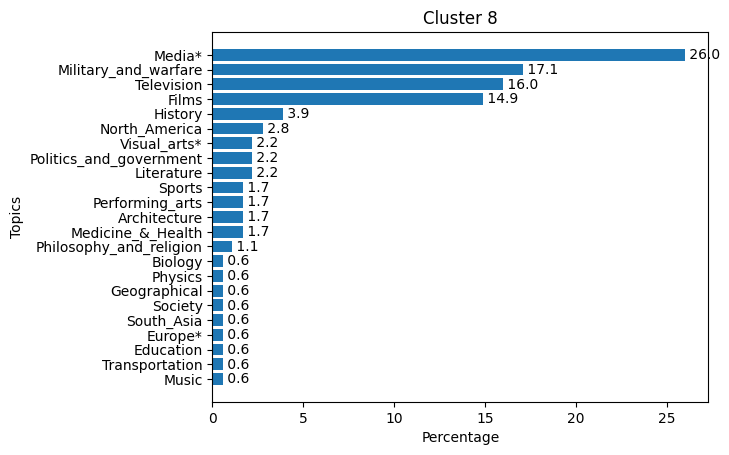 Cluster 8
Topics
Media* 26.0
Military_and_warfare 17.1
Television 16.0
Films 14.9
History 3.9
North_America 2.8
Visual_arts* 2.2
Politics_and_government 2.2
Literature 2.2
Sports 1.7
Performing_arts 1.7
Architecture 1.7
Medicine_&_Health 1.7
Philosophy_and_religion 1.1
Biology 0.6
Physics 0.6
Geographical 0.6
Society 0.6
South_Asia 0.6
Europe* 0.6
Education 0.6
Transportation 0.6
Music 0.6
0 5 10 15 20 25
Percentage